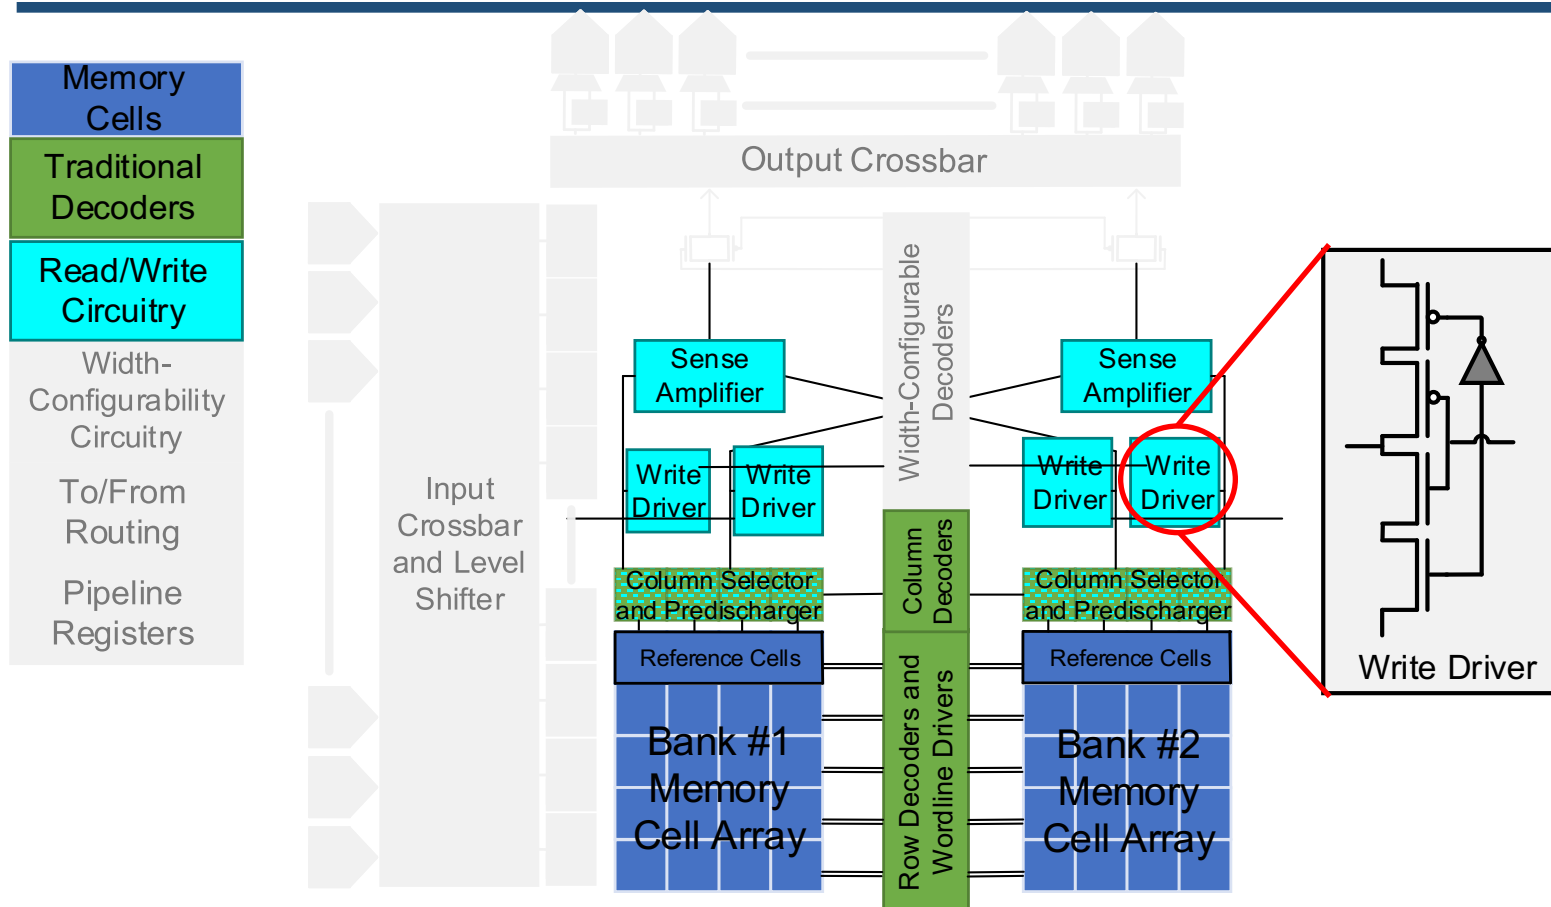 Memory
Cells
Traditional
Decoders
Read/Write
Circuitry
Width-
Configurability
Circuitry
To/From
Routing
Pipeline
Registers
Output Crossbar
Input
Crossbar
and Level
Shifter
Width-Configurable
Decoders
Sense
Amplifier
Sense
Amplifier
Write
Driver
Write
Driver
Write
Driver
Write
Driver
Column Selector
and Predischarger
Column
Decoders
Column Selector
and Predischarger
Reference Cells
Reference Cells
Bank #1
Memory
Cell Array
Row Decoders and
Wordline Drivers
Bank #2
Memory
Cell Array
Write Driver